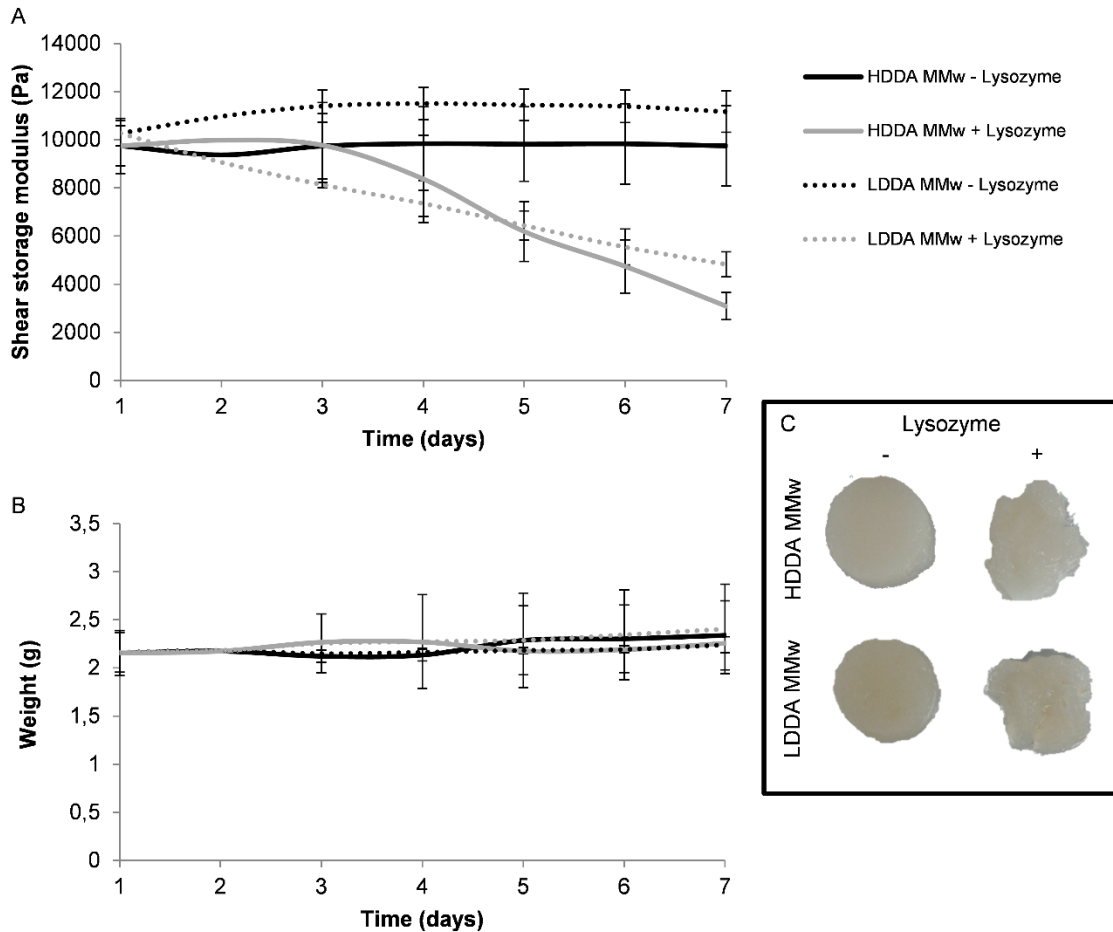 A
14000
12000
10000
8000
6000
4000
2000
0
Shear storage modulus (Pa)
1 2 3 4 5 6 7
Time (days)
HDDA MMw - Lysozyme
HDDA MMw + Lysozyme
LDDA MMw - Lysozyme
LDDA MMw + Lysozyme
B
3,5
3
2,5
2
1,5
1
0,5
0
Weight (g)
1 2 3 4 5 6 7
Time (days)
C
Lysozyme
- +
HDDA MMw
LDDA MMw